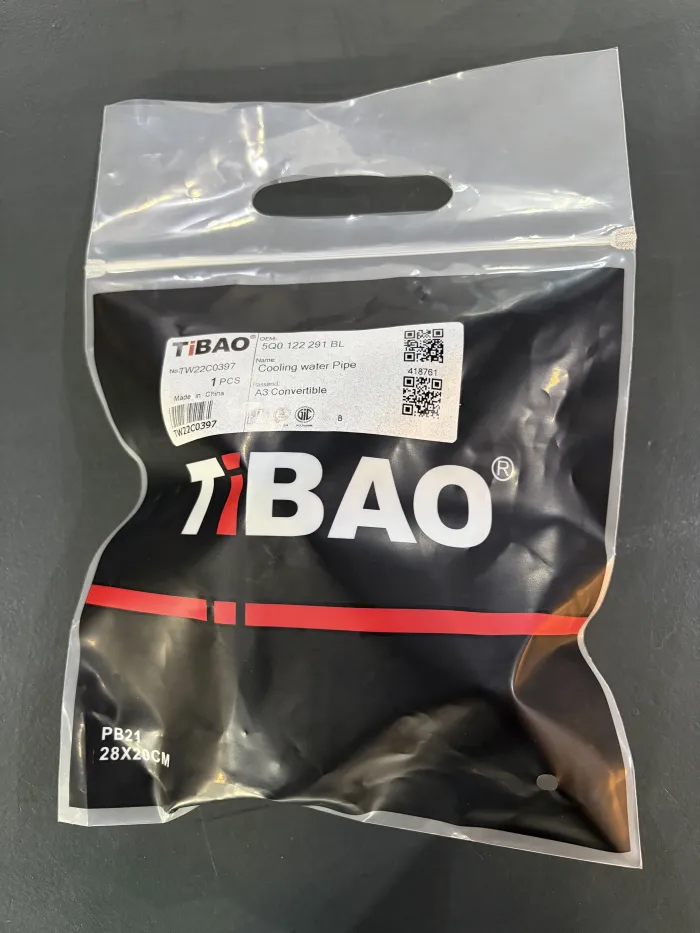 TiBAO®
OEM:
5Q0 122 291 BL
No.TW22C0397
Name:
Cooling water Pipe
1 PCS
418761
Made in China
A3 Convertible
TW22C0397
GIC
B
TiBAO®
PB21
28X20CM